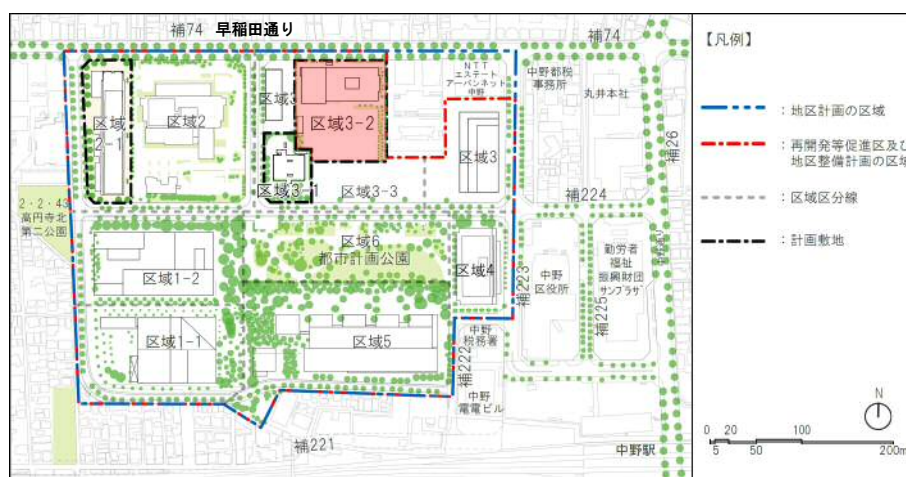 補74
早稲田通り
補74
NTT
エステート
アーバンネット
中野
中野都税
事務所
丸井本社
補26
区域
2-1
区域2
区域3
区域3-2
区域3
区域3-1
区域3-3
補224
2・2・43
高円寺北
第二公園
区域6
都市計画公園
区域1-2
区域4
補223
中野
区役所
補225
勤労者
福祉
振興財団
サンプラザ
区域1-1
区域5
補222
中野
税務署
中野
電電ビル
補221
中野駅
【凡例】
：地区計画の区域
：再開発等促進区及び
地区整備計画の区域
：区域区分線
：計画敷地
N
0 20 100
5 50 200m